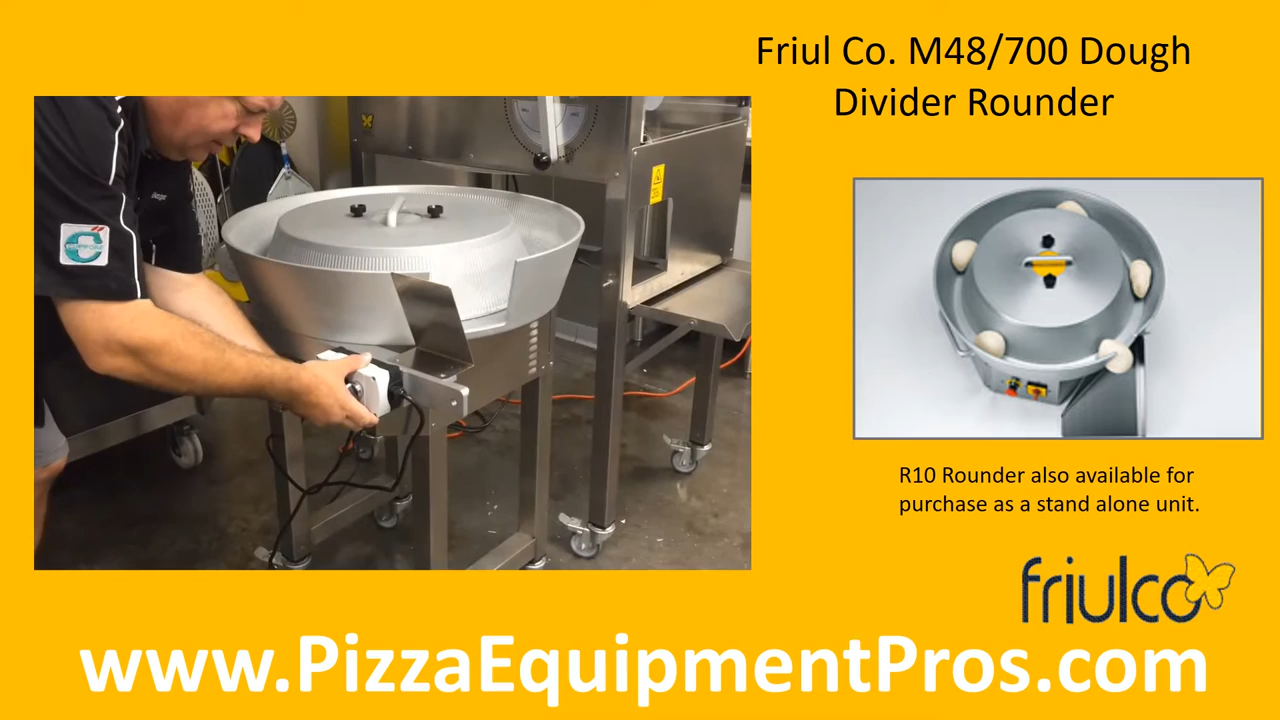 Friul Co. M48/700 Dough
Divider Rounder
R10 Rounder also available for
purchase as a stand alone unit.
friulco
www.PizzaEquipmentPros.com